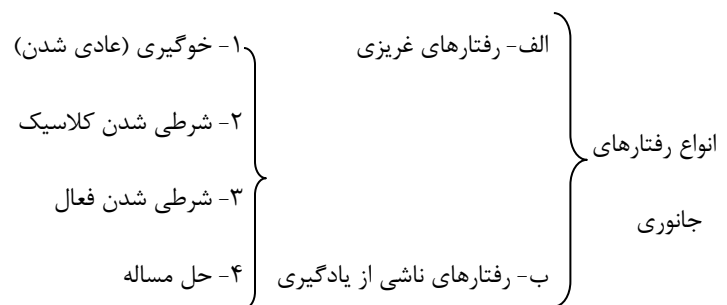 انواع رفتارهای
جانوری
الف- رفتارهای غریزی
ب- رفتارهای ناشی از یادگیری
۱- خوگیری (عادی شدن)
۲- شرطی شدن کلاسیک
۳- شرطی شدن فعال
۴- حل مساله